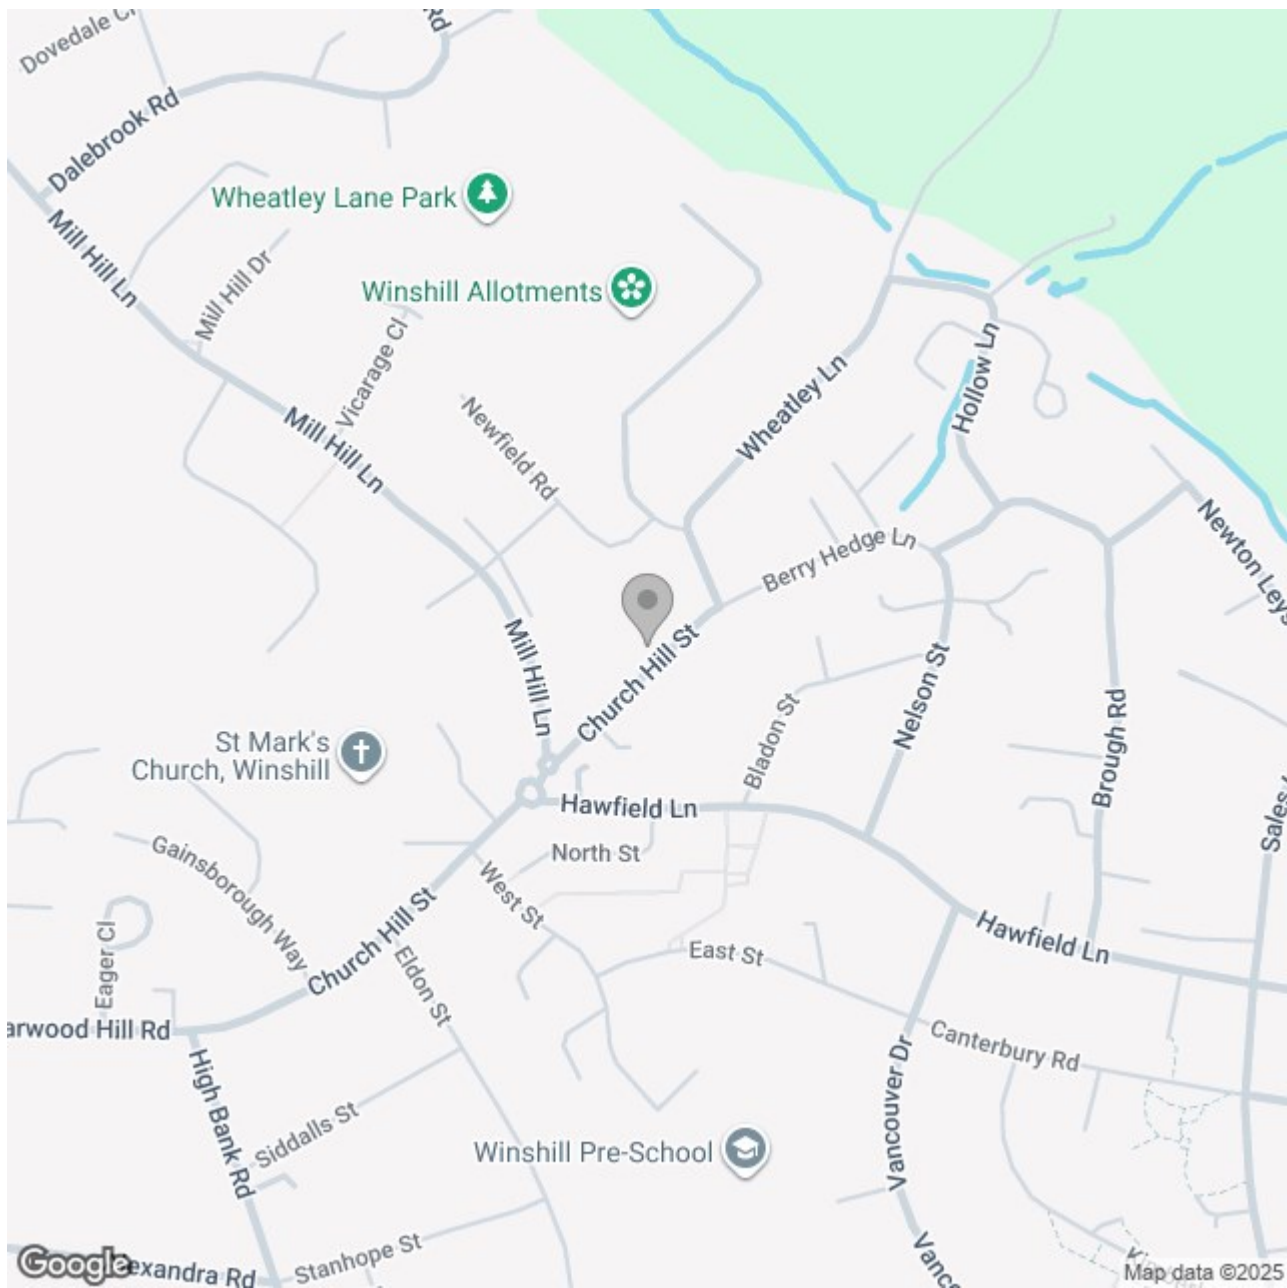 Dovedale Cl
Rd
Dalebrook Rd
Wheatley Lane Park
Mill Hill Ln
Mill Hill Dr
Winshill Allotments
Vicarage Cl
Hollow Ln
Wheatley Ln
Newfield Rd
Mill Hill Ln
Newton Leys
Berry Hedge Ln
Mill Hill Ln
Church Hill St
Nelson St
Bladon St
Brough Rd
St Mark's
Church, Winshill
Hawfield Ln
Sales
North St
Gainsborough Way
West St
Church Hill St
Hawfield Ln
East St
Eager Cl
Eldon St
arwood Hill Rd
Canterbury Rd
Vancouver Dr
High Bank Rd
Siddalls St
Winshill Pre-School
Stanhope St
Vanc
Google
exandra Rd
Map data ©2025